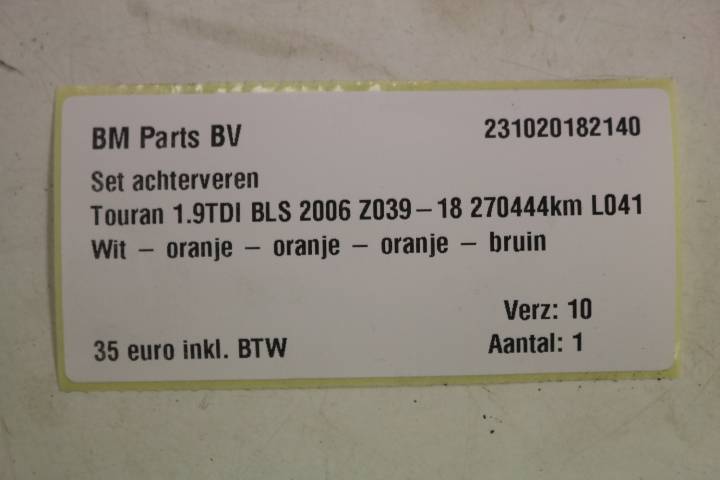 BM Parts BV 231020182140
Set achterveren
Touran 1.9TDI BLS 2006 Z039-18 270444km L041
Wit - oranje - oranje - oranje - bruin
Verz: 10
35 euro inkl. BTW Aantal: 1